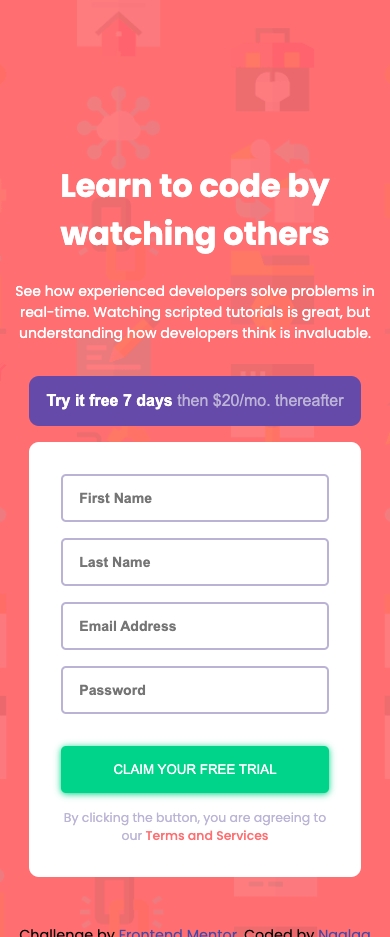 Learn to code by
watching others
See how experienced developers solve problems in
real-time. Watching scripted tutorials is great, but
understanding how developers think is invaluable.
Try it free 7 days then $20/mo. thereafter
First Name
Last Name
Email Address
Password
CLAIM YOUR FREE TRIAL
By clicking the button, you are agreeing to
our Terms and Services
Challenge by Frontend Mentor. Coded by